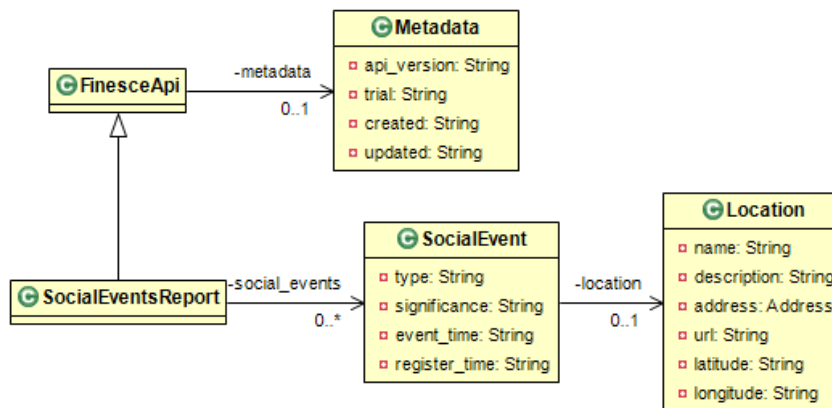 Metadata
api_version: String
trial: String
created: String
updated: String
FinesceApi
-metadata
0..1
SocialEventsReport
-social_events
0..*
SocialEvent
type: String
significance: String
event_time: String
register_time: String
-location
0..1
Location
name: String
description: String
address: Address
url: String
latitude: String
longitude: String